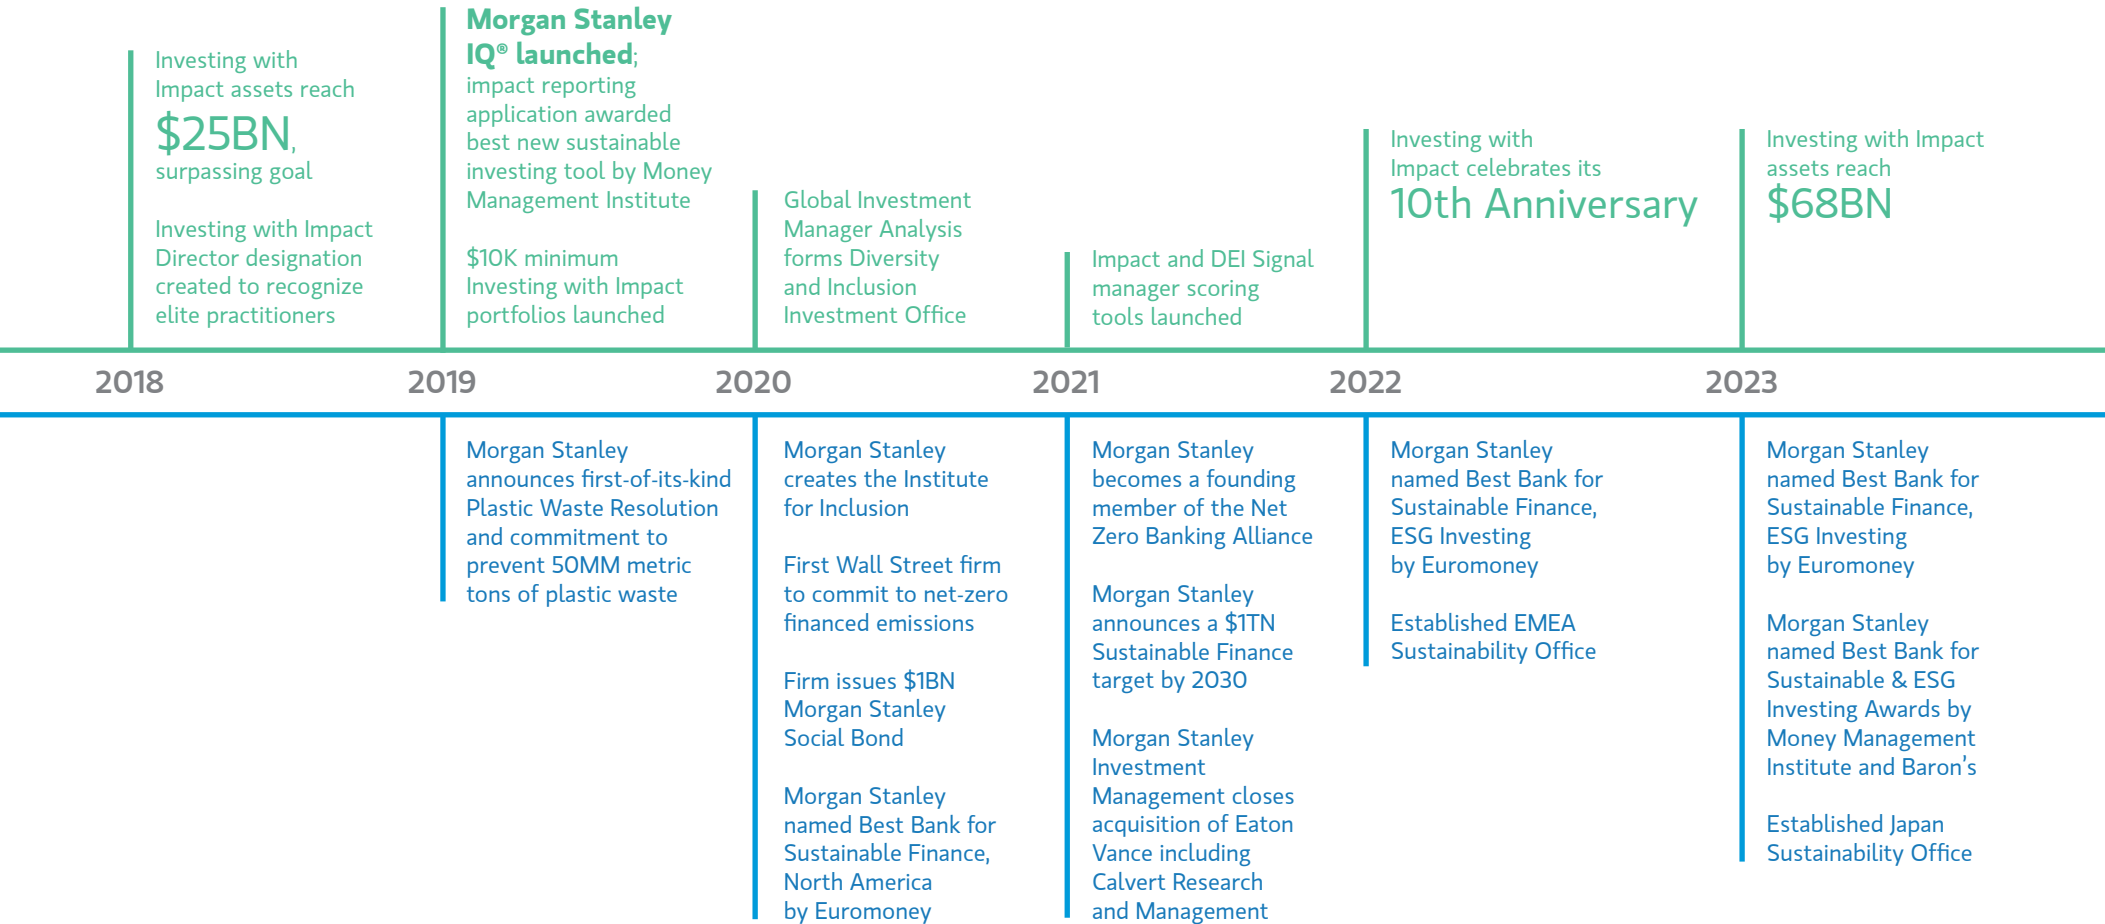 Investing with
Impact assets reach
$25BN,
surpassing goal
Investing with Impact
Director designation
created to recognize
elite practitioners
Morgan Stanley
IQ® launched;
impact reporting
application awarded
best new sustainable
investing tool by Money
Management Institute
$10K minimum
Investing with Impact
portfolios launched
Global Investment
Manager Analysis
forms Diversity
and Inclusion
Investment Office
Impact and DEI Signal
manager scoring
tools launched
Investing with
Impact celebrates its
10th Anniversary
Investing with Impact
assets reach
$68BN
2018 2019 2020 2021 2022 2023
Morgan Stanley
announces first-of-its-kind
Plastic Waste Resolution
and commitment to
prevent 50MM metric
tons of plastic waste
Morgan Stanley
creates the Institute
for Inclusion
First Wall Street firm
to commit to net-zero
financed emissions
Firm issues $1BN
Morgan Stanley
Social Bond
Morgan Stanley
named Best Bank for
Sustainable Finance,
North America
by Euromoney
Morgan Stanley
becomes a founding
member of the Net
Zero Banking Alliance
Morgan Stanley
announces a $1TN
Sustainable Finance
target by 2030
Morgan Stanley
Investment
Management closes
acquisition of Eaton
Vance including
Calvert Research
and Management
Morgan Stanley
named Best Bank for
Sustainable Finance,
ESG Investing
by Euromoney
Established EMEA
Sustainability Office
Morgan Stanley
named Best Bank for
Sustainable Finance,
ESG Investing
by Euromoney
Morgan Stanley
named Best Bank for
Sustainable & ESG
Investing Awards by
Money Management
Institute and Baron's
Established Japan
Sustainability Office